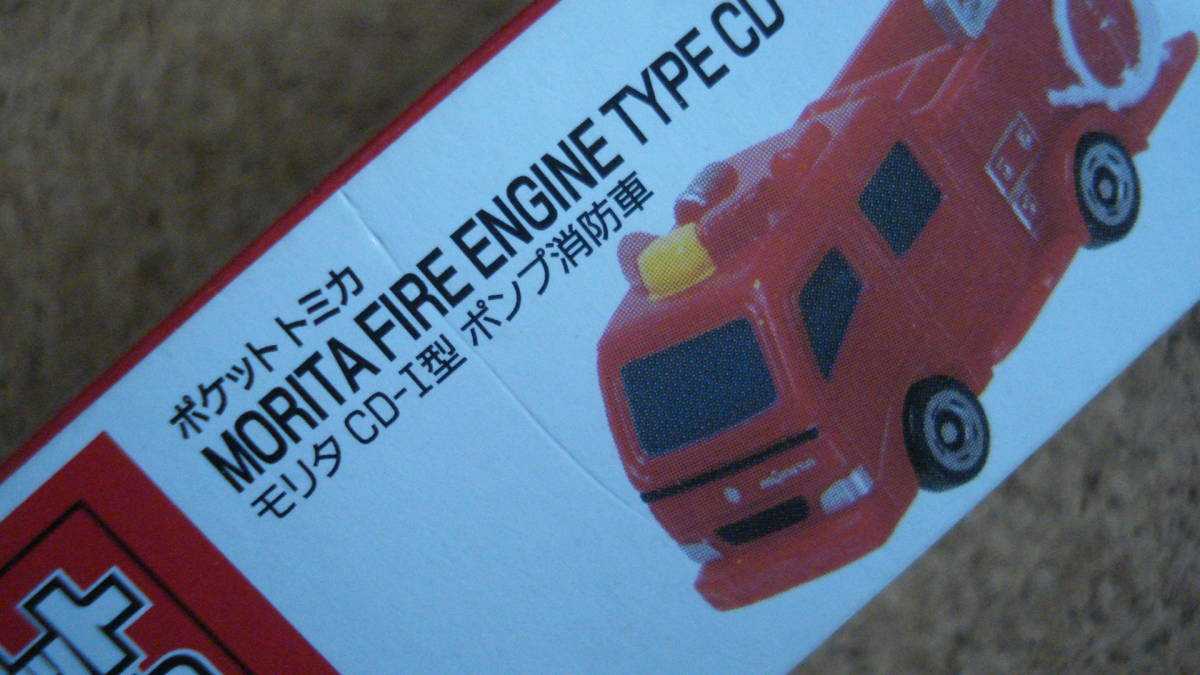 ポケット トミカ
MORITA FIRE ENGINE TYPE CD
モリタ CD-I型 ポンプ消防車